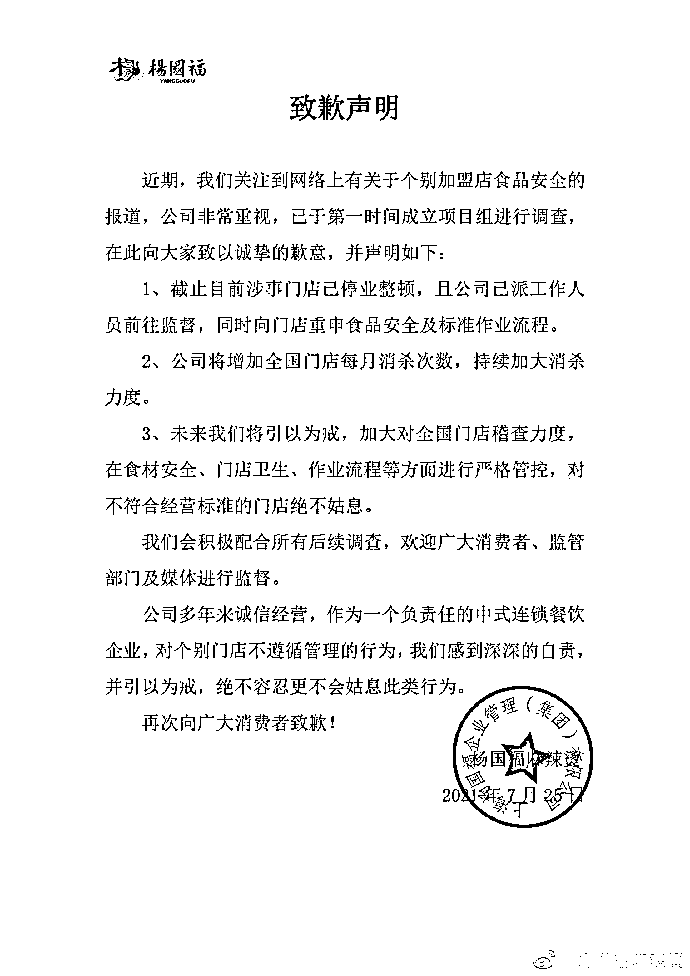 楊國福
YANGGUOFU
致歉声明
近期，我们关注到网络上有关于个别加盟店食品安全的
报道，公司非常重视，已于第一时间成立项目组进行调查，
在此向大家致以诚挚的歉意，并声明如下：
1、截止目前涉事门店已停业整顿，且公司已派工作人
员前往监督，同时向门店重申食品安全及标准作业流程。
2、公司将增加全国门店每月消杀次数，持续加大消杀
力度。
3、未来我们将引以为戒，加大对全国门店稽查力度，
在食材安全、门店卫生、作业流程等方面进行严格管控，对
不符合经营标准的门店绝不姑息。
我们会积极配合所有后续调查，欢迎广大消费者、监管
部门及媒体进行监督。
公司多年来诚信经营，作为一个负责任的中式连锁餐饮
企业，对个别门店不遵循管理的行为，我们感到深深的自责，
并引以为戒，绝不容忍更不会姑息此类行为。
再次向广大消费者致歉！
杨国福麻辣烫
2021年7月25日
上海杨国福企业管理（集团）有限公司